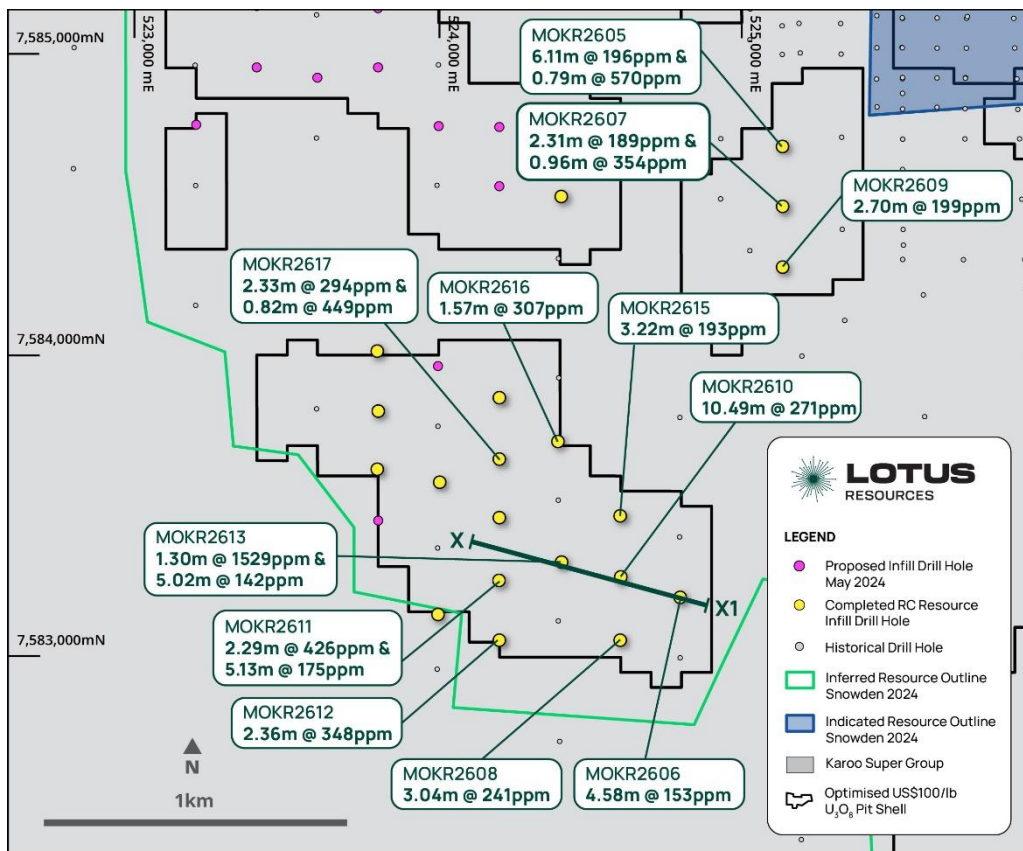 523,000 mE
524,000 mE
525,000 mE
7,585,000mN
7,584,000mN
7,583,000mN
MOKR2605
6.11m @ 196ppm &
0.79m @ 570ppm
MOKR2607
2.31m @ 189ppm &
0.96m @ 354ppm
MOKR2609
2.70m @ 199ppm
MOKR2617
2.33m @ 294ppm &
0.82m @ 449ppm
MOKR2616
1.57m @ 307ppm
MOKR2615
3.22m @ 193ppm
MOKR2610
10.49m @ 271ppm
MOKR2613
1.30m @ 1529ppm &
5.02m @ 142ppm
X
X1
MOKR2611
2.29m @ 426ppm &
5.13m @ 175ppm
MOKR2612
2.36m @ 348ppm
MOKR2608
3.04m @ 241ppm
MOKR2606
4.58m @ 153ppm
N
1km
LOTUS
RESOURCES
LEGEND
Proposed Infill Drill Hole
May 2024
Completed RC Resource
Infill Drill Hole
Historical Drill Hole
Inferred Resource Outline
Snowden 2024
Indicated Resource Outline
Snowden 2024
Karoo Super Group
Optimised US$100/lb
U₃O₈ Pit Shell